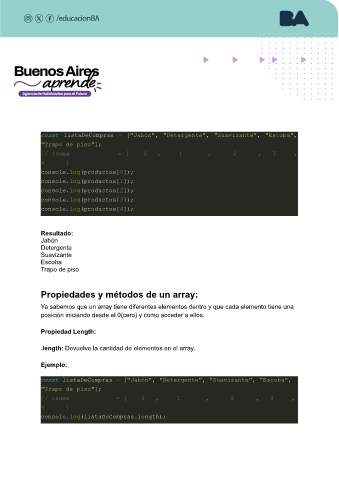 /educacionBA
BA
Buenos Aires
aprende
Agencia de Habilidades para el Futuro
const listaDeCompras = ["Jabón", "Detergente", "Suavizante", "Escoba",
"Trapo de piso"];
// index = [ 0 , 1 , 2 , 3 ,
4 ]
console.log(productos[0]);
console.log(productos[1]);
console.log(productos[2]);
console.log(productos[3]);
console.log(productos[4]);
Resultado:
Jabón
Detergente
Suavizante
Escoba
Trapo de piso
Propiedades y métodos de un array:
Ya sabemos que un array tiene diferentes elementos dentro y que cada elemento tiene una
posición iniciando desde el 0(cero) y como acceder a ellos.
Propiedad Length:
.length: Devuelve la cantidad de elementos en el array.
Ejemplo:
const listaDeCompras = ["Jabón", "Detergente", "Suavizante", "Escoba",
"Trapo de piso"];
// index = [ 0 , 1 , 2 , 3 ,
4 ]
console.log(listaDeCompras.length);